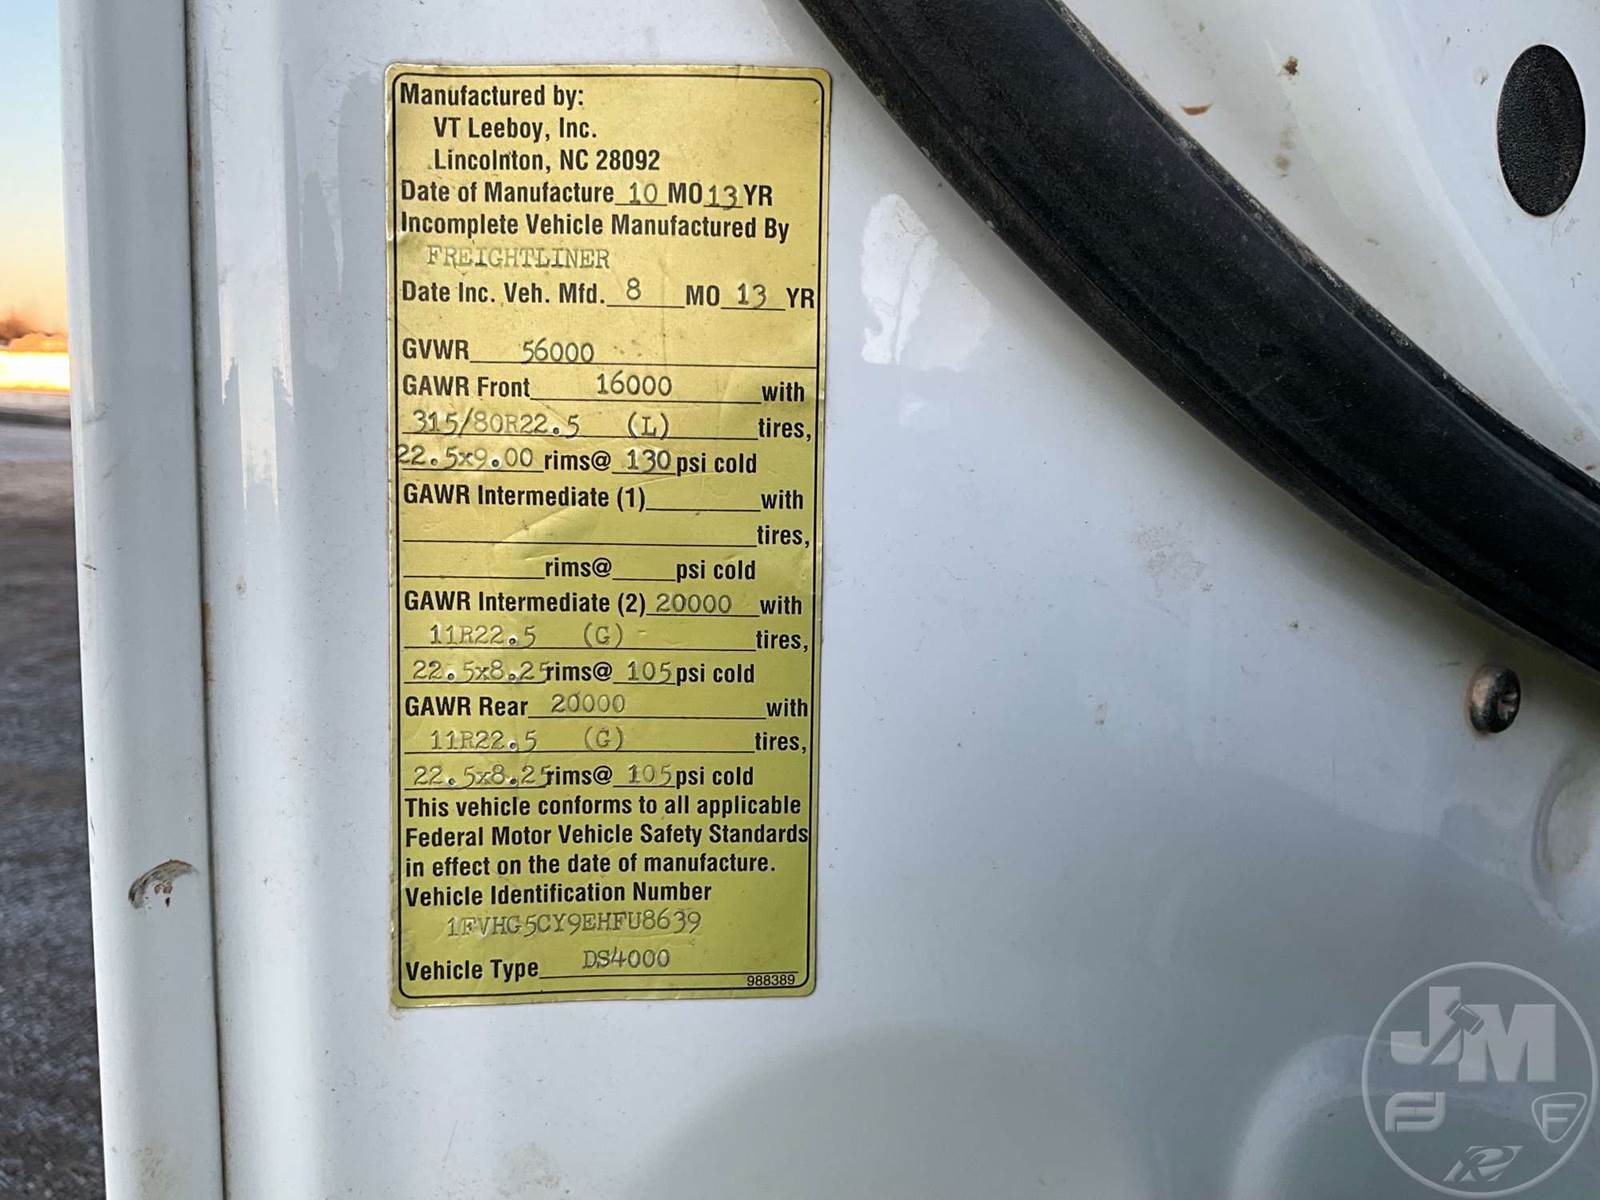 Manufactured by:
VT Leeboy, Inc.
Lincolnton, NC 28092
Date of Manufacture 10 MO 13 YR
Incomplete Vehicle Manufactured By
FREIGHTLINER
Date Inc. Veh. Mfd. 8 MO 13 YR
GVWR 56000
GAWR Front 16000 with
315/80R22.5 (L) tires,
22.5x9.00 rims@ 130 psi cold
GAWR Intermediate (1) with
tires,
rims@ psi cold
GAWR Intermediate (2) 20000 with
11R22.5 (G) tires,
22.5x8.25 rims@ 105 psi cold
GAWR Rear 20000 with
11R22.5 (G) tires,
22.5x8.25 rims@ 105 psi cold
This vehicle conforms to all applicable
Federal Motor Vehicle Safety Standards
in effect on the date of manufacture.
Vehicle Identification Number
1FVHG5CY9EHFU8639
Vehicle Type DS4000
988389
JM